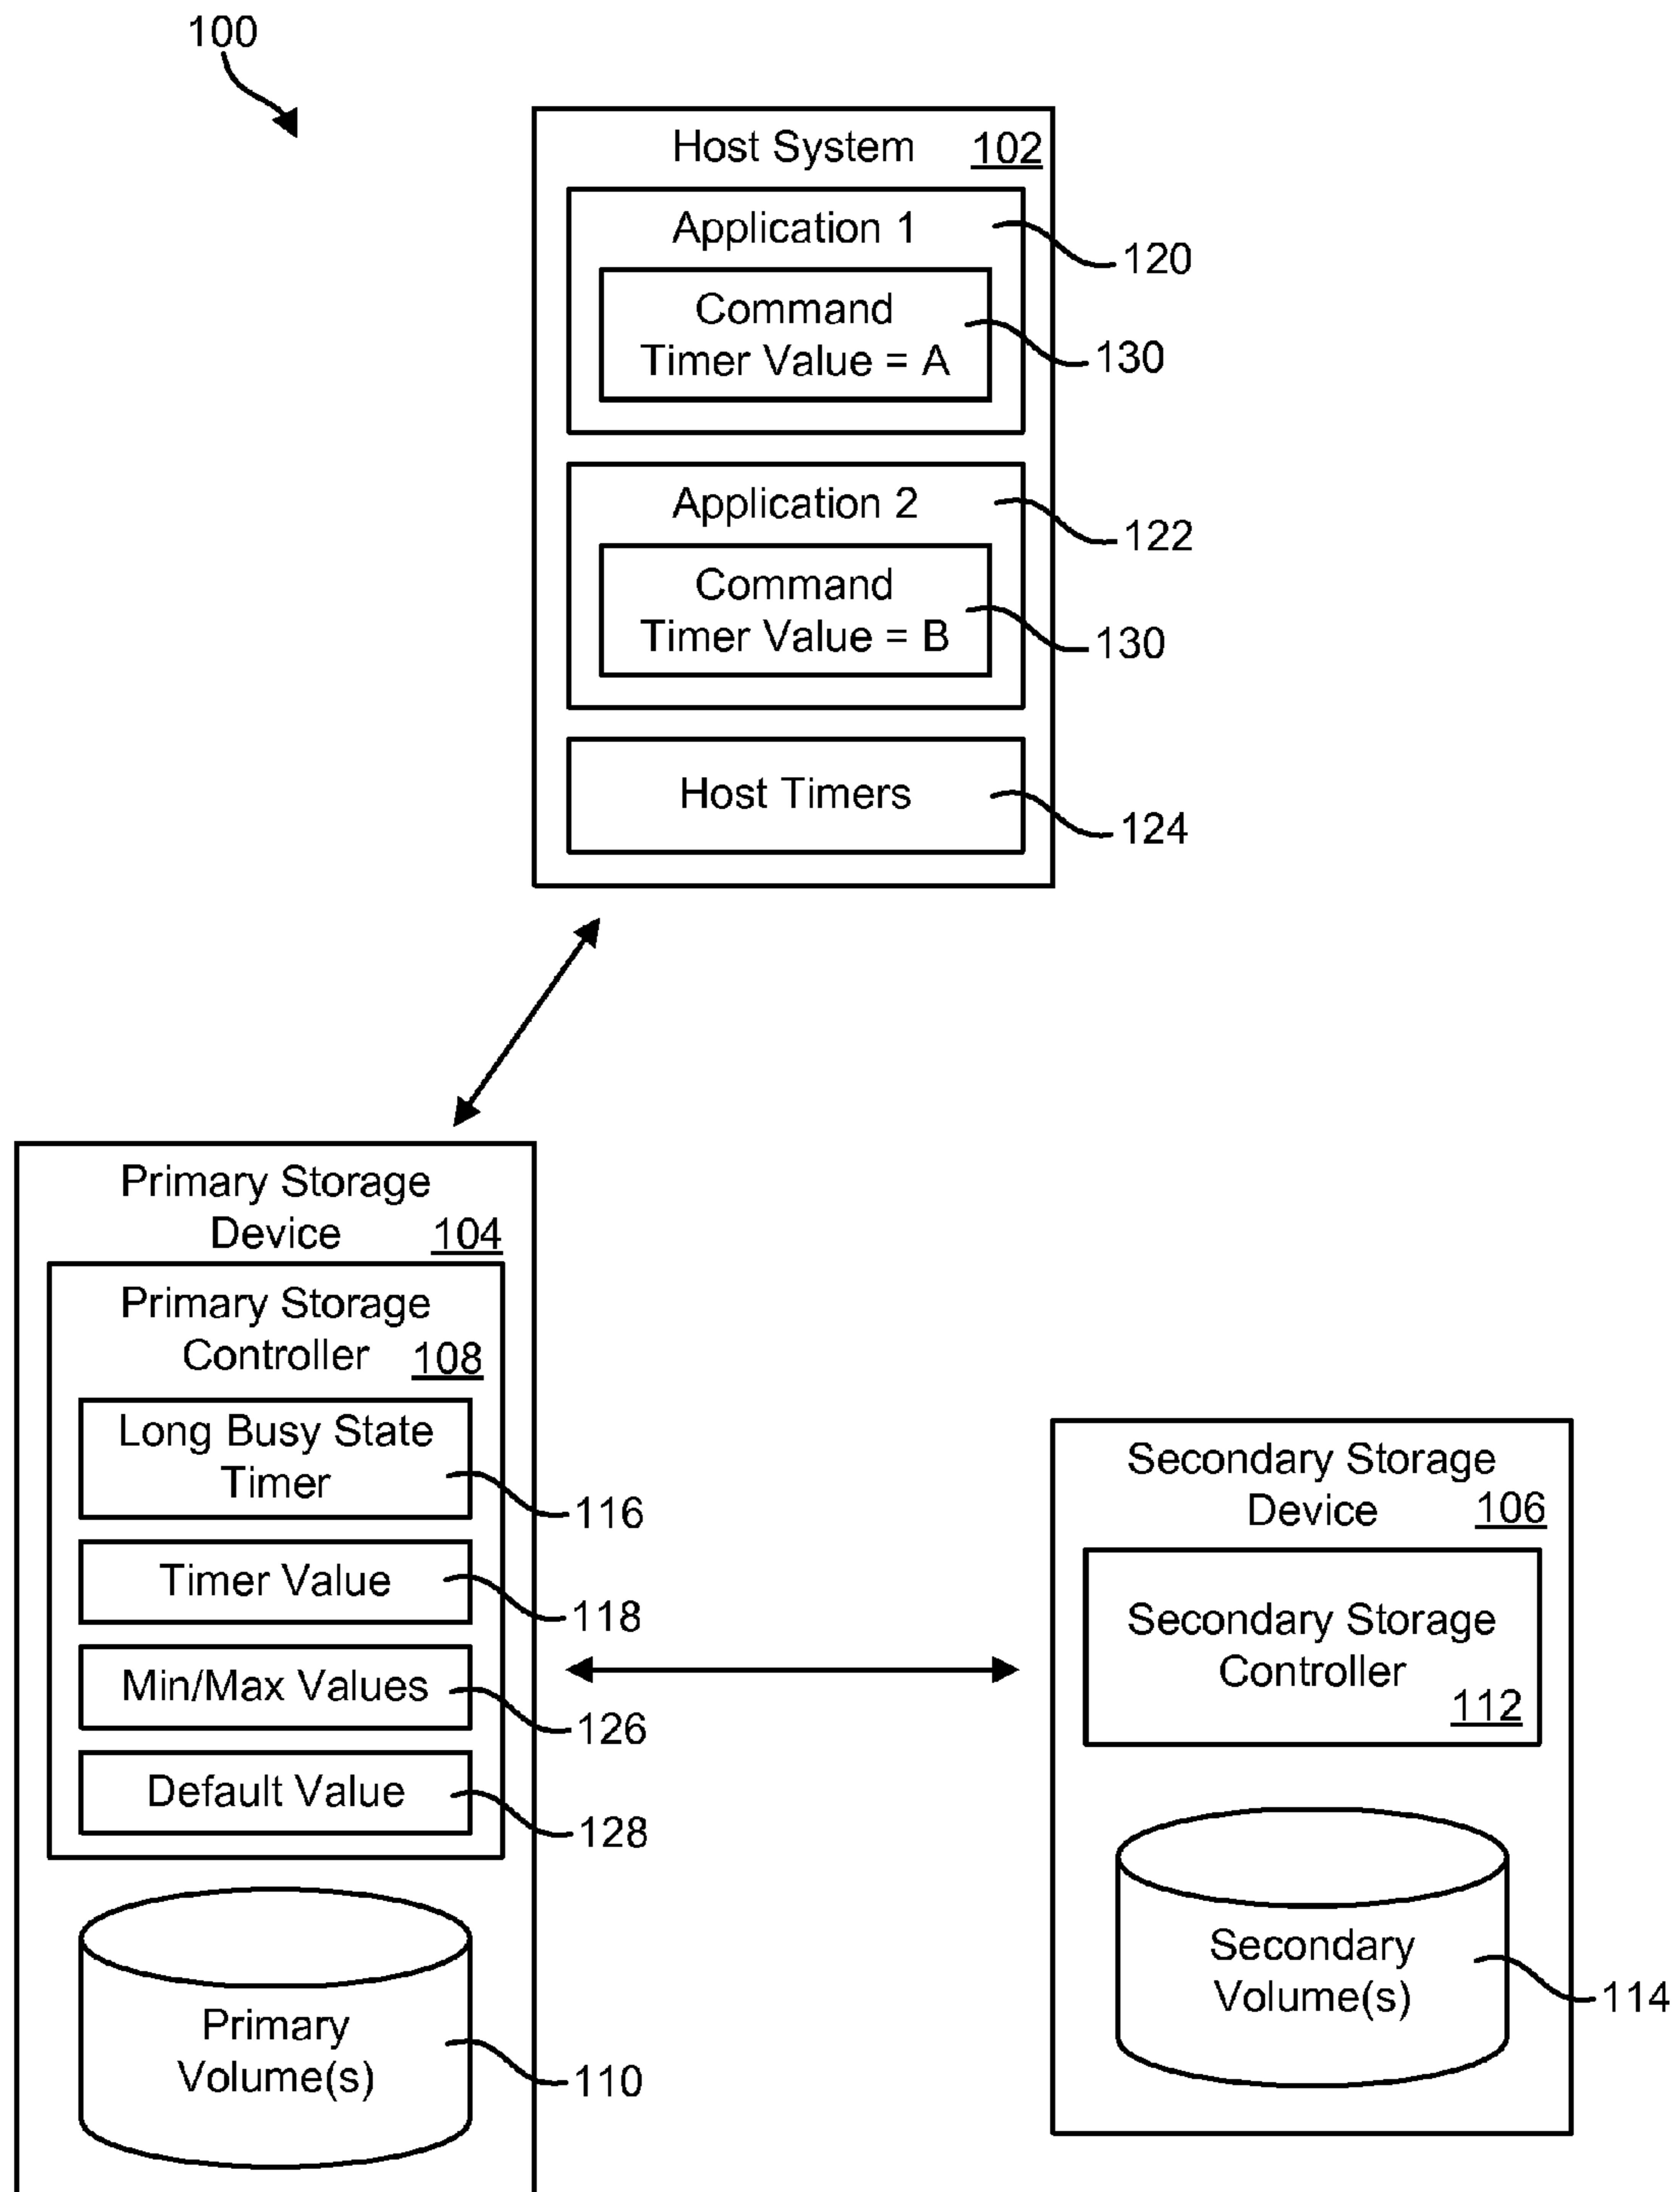 100
Host System 102
Application 1
120
Command
Timer Value = A
130
Application 2
122
Command
Timer Value = B
130
Host Timers
124
Primary Storage
Device 104
Primary Storage
Controller 108
Long Busy State
Timer
116
Timer Value
118
Min/Max Values
126
Default Value
128
Primary
Volume(s)
110
Secondary Storage
Device 106
Secondary Storage
Controller
112
Secondary
Volume(s)
114